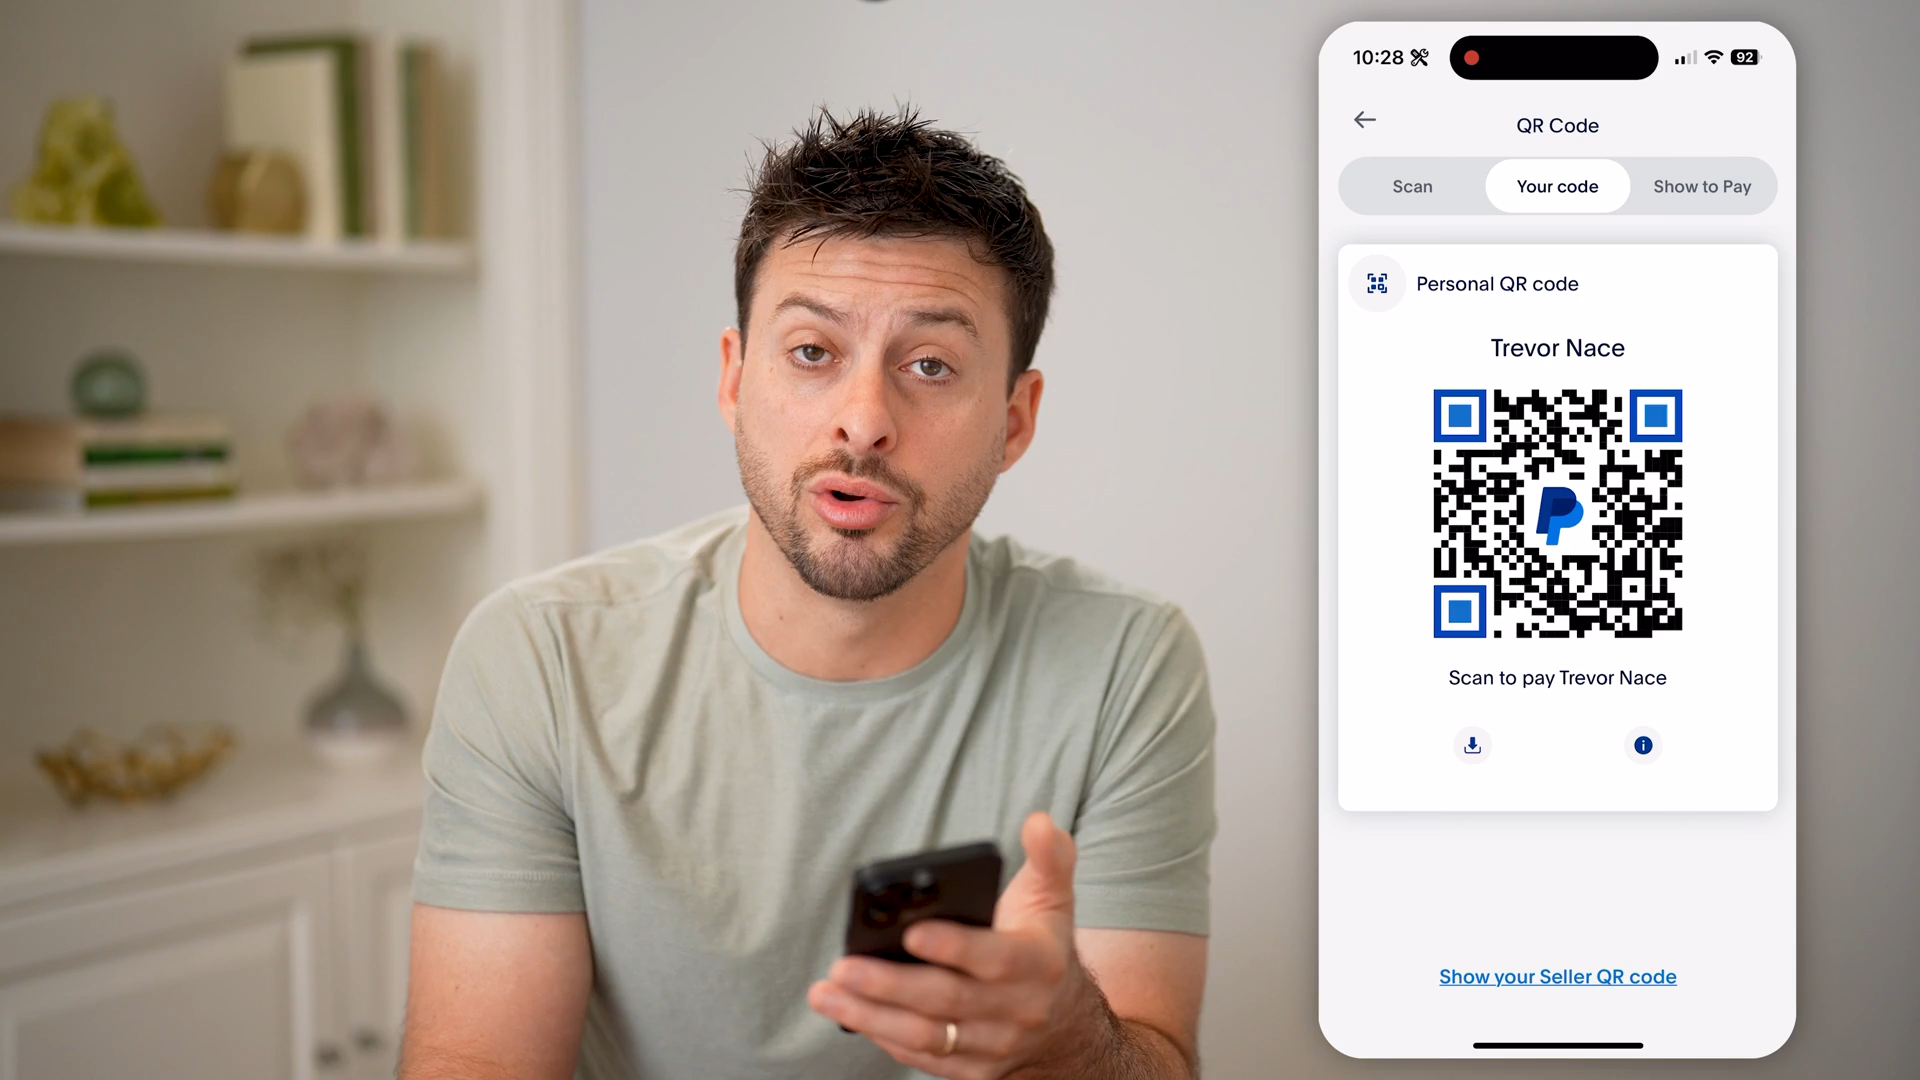 10:28
92
QR Code
Scan Your code Show to Pay
Personal QR code
Trevor Nace
Scan to pay Trevor Nace
Show your Seller QR code